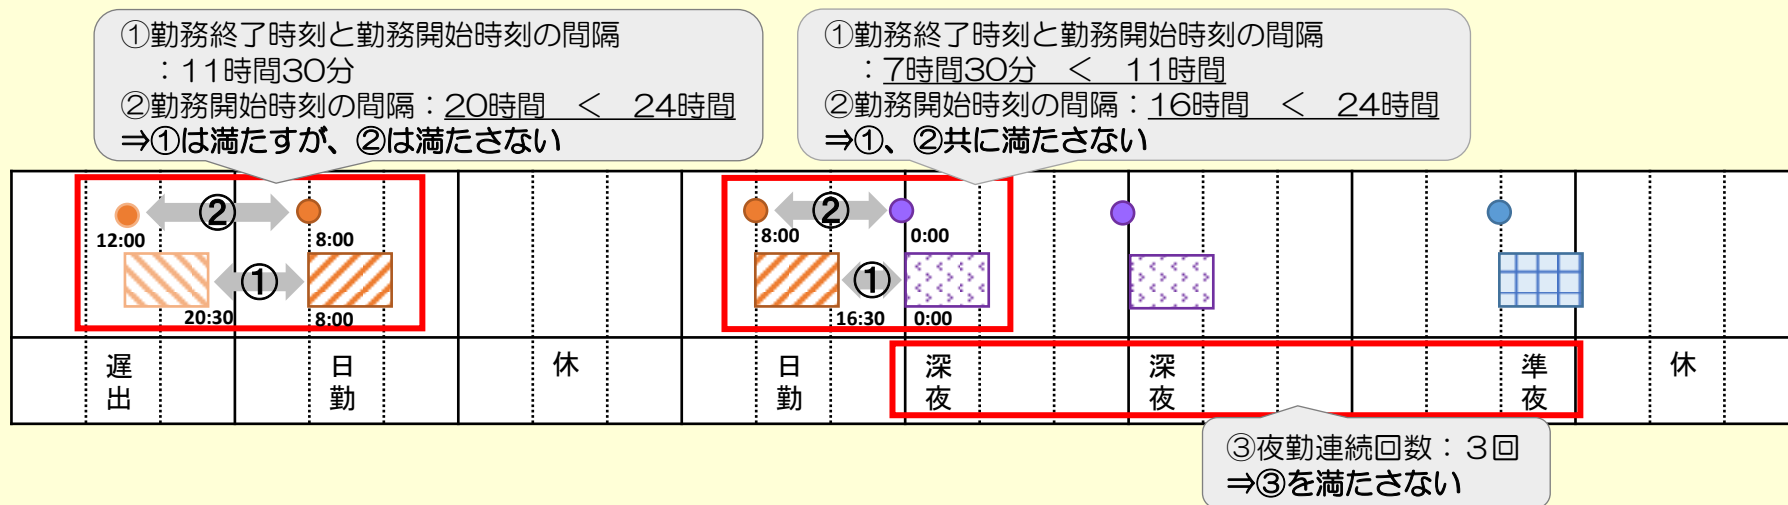 ①勤務終了時刻と勤務開始時刻の間隔
：11時間30分
②勤務開始時刻の間隔：20時間　＜　24時間
⇒①は満たすが、②は満たさない
①勤務終了時刻と勤務開始時刻の間隔
：7時間30分　＜　11時間
②勤務開始時刻の間隔：16時間　＜　24時間
⇒①、②共に満たさない
②
12:00
8:00
①
20:30
8:00
②
8:00
0:00
①
16:30
0:00
遅出
日勤
休
日勤
深夜
深夜
準夜
休
③夜勤連続回数：３回
⇒③を満たさない